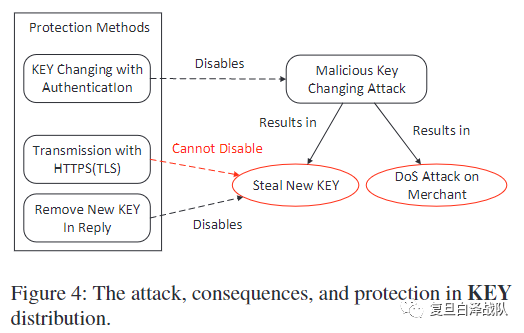 Protection Methods
KEY Changing with
Authentication
Disables
Malicious Key
Changing Attack
Results in
Results in
Transmission with
HTTPS(TLS)
Cannot Disable
Steal New KEY
DoS Attack on
Merchant
Remove New KEY
In Reply
Disables
Figure 4: The attack, consequences, and protection in KEY
distribution.
复旦白泽战队